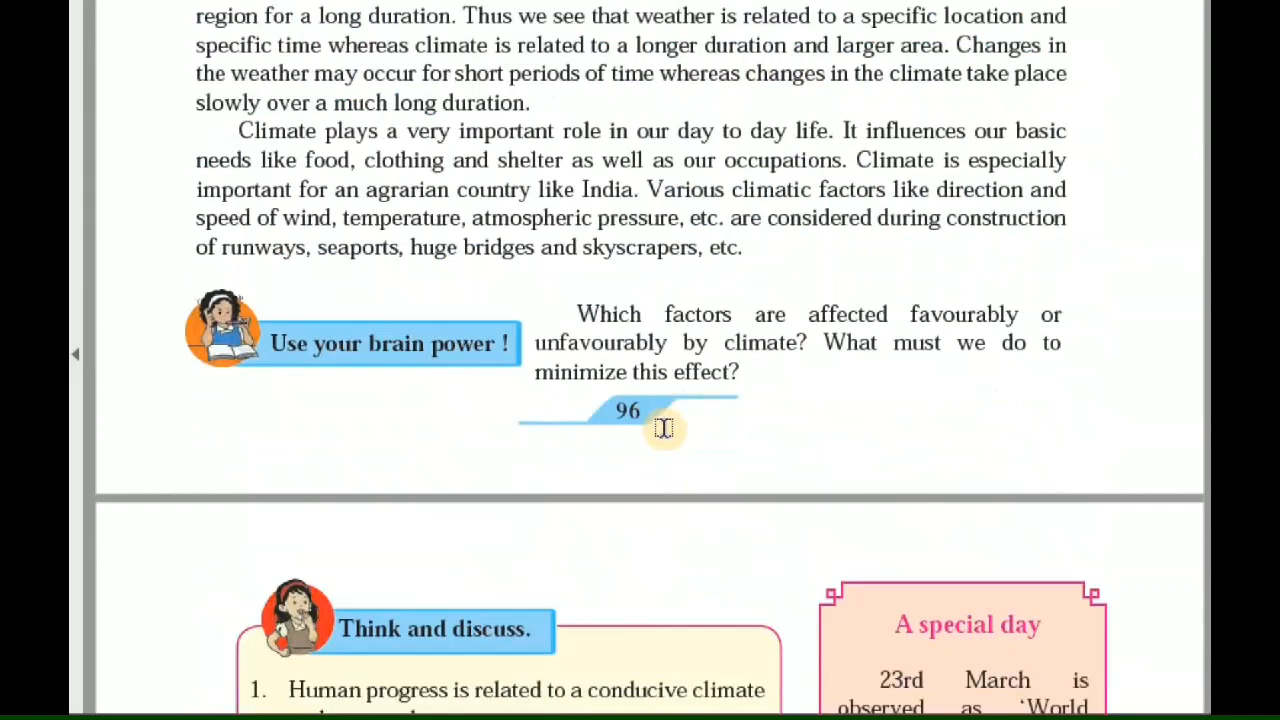 region for a long duration. Thus we see that weather is related to a specific location and
specific time whereas climate is related to a longer duration and larger area. Changes in
the weather may occur for short periods of time whereas changes in the climate take place
slowly over a much long duration.
Climate plays a very important role in our day to day life. It influences our basic
needs like food, clothing and shelter as well as our occupations. Climate is especially
important for an agrarian country like India. Various climatic factors like direction and
speed of wind, temperature, atmospheric pressure, etc. are considered during construction
of runways, seaports, huge bridges and skyscrapers, etc.
Use your brain power !
Which factors are affected favourably or
unfavourably by climate? What must we do to
minimize this effect?
96
Think and discuss.
1. Human progress is related to a conducive climate
A special day
23rd March is
observed as 'World